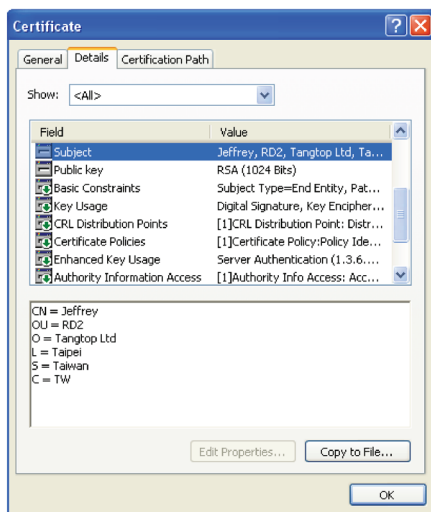 Certificate
General Details Certification Path
Show: <All>
Field Value
Subject Jeffrey, RD2, Tangtop Ltd, Ta...
Public key RSA (1024 Bits)
Basic Constraints Subject Type=End Entity, Pat...
Key Usage Digital Signature, Key Encipher...
CRL Distribution Points [1]CRL Distribution Point: Distr...
Certificate Policies [1]Certificate Policy:Policy Ide...
Enhanced Key Usage Server Authentication (1.3.6....
Authority Information Access [1]Authority Info Access: Acc...
CN = Jeffrey
OU = RD2
O = Tangtop Ltd
L = Taipei
S = Taiwan
C = TW
Edit Properties... Copy to File...
OK